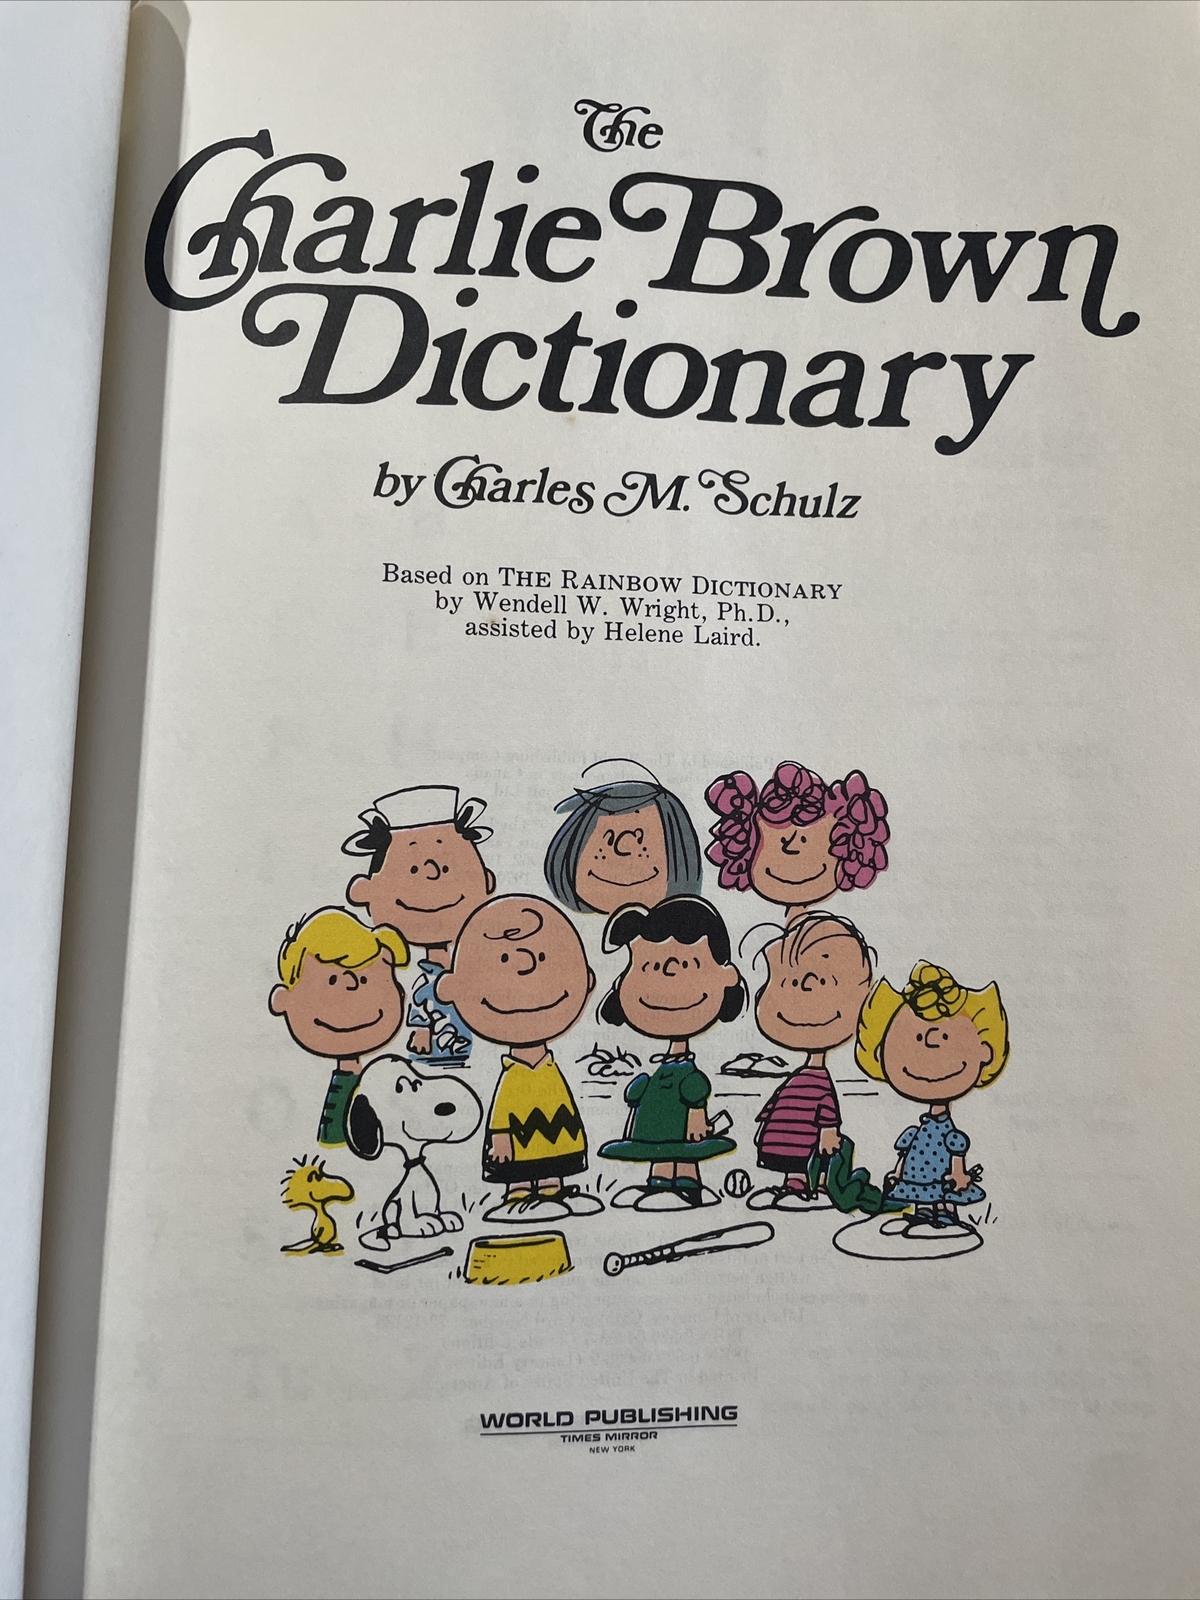 The
Charlie Brown
Dictionary
by Charles M. Schulz
Based on THE RAINBOW DICTIONARY
by Wendell W. Wright, Ph.D.,
assisted by Helene Laird.
WORLD PUBLISHING
TIMES MIRROR
NEW YORK